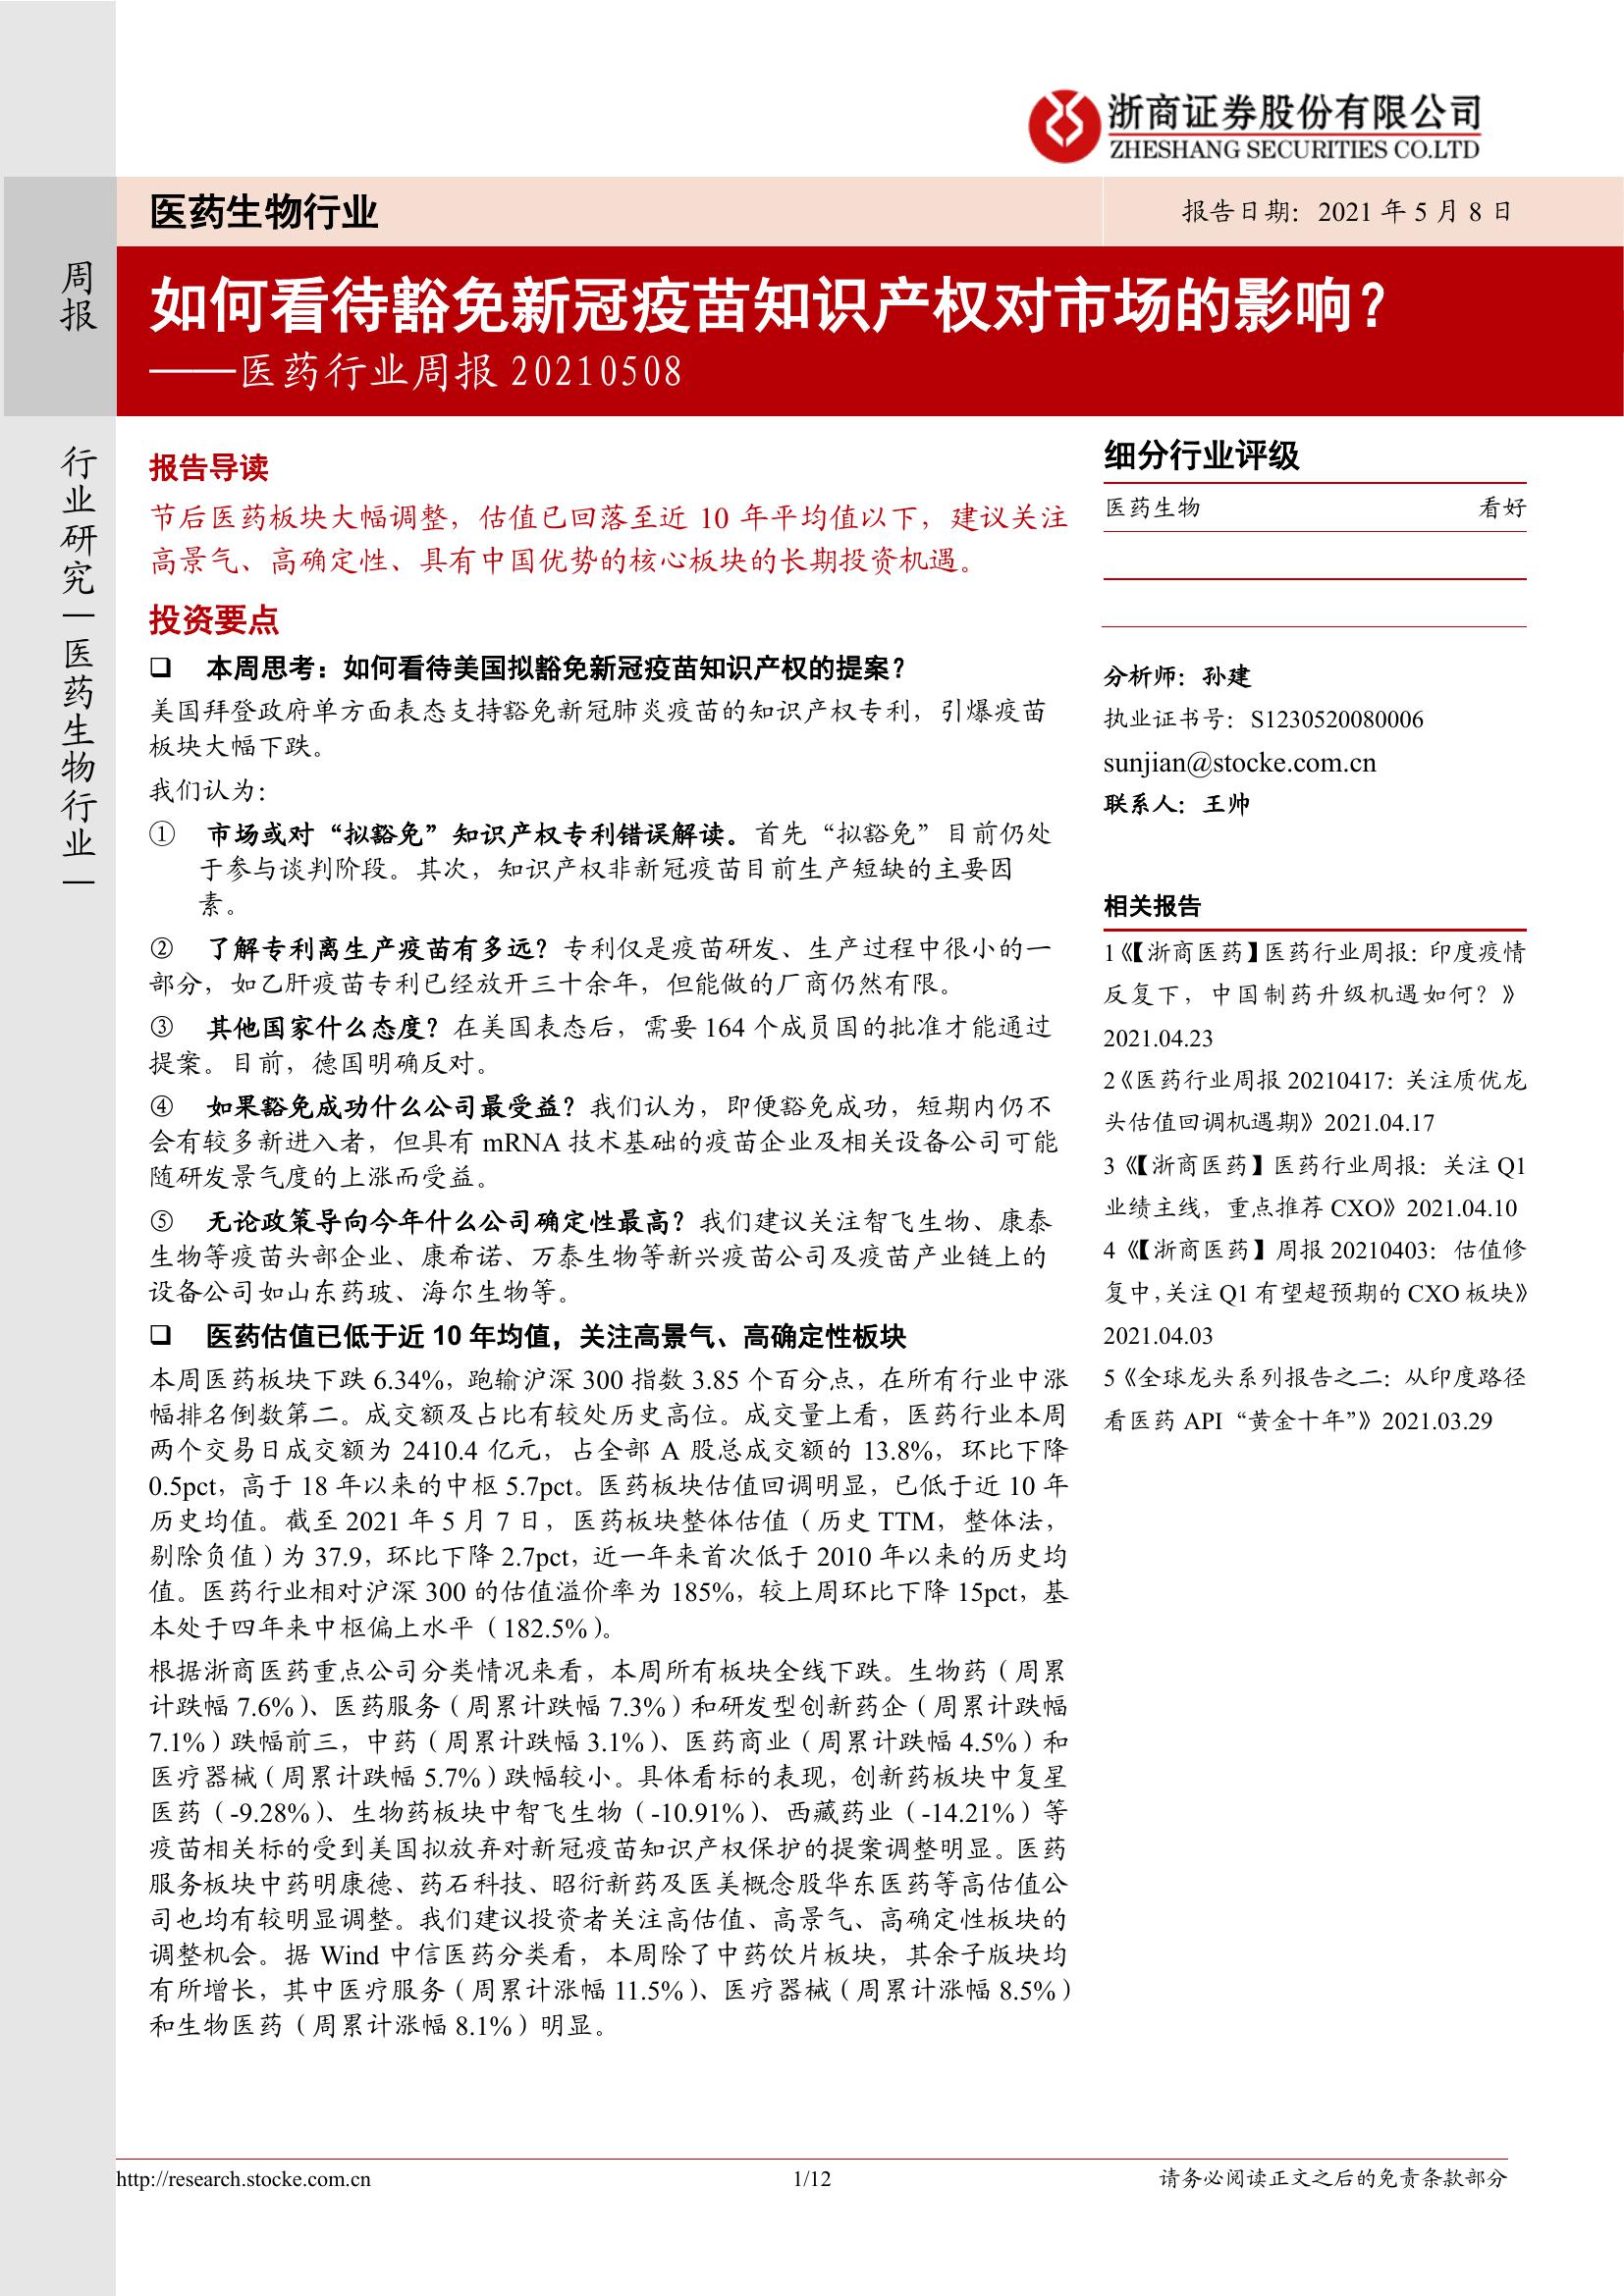 浙商证券股份有限公司
ZHESHANG SECURITIES CO.LTD
医药生物行业
报告日期：2021 年 5 月 8 日
周报
如何看待豁免新冠疫苗知识产权对市场的影响？
——医药行业周报 20210508
行业研究｜医药生物行业｜
报告导读
节后医药板块大幅调整，估值已回落至近 10 年平均值以下，建议关注
高景气、高确定性、具有中国优势的核心板块的长期投资机遇。
投资要点
❑ 本周思考：如何看待美国拟豁免新冠疫苗知识产权的提案？
美国拜登政府单方面表态支持豁免新冠肺炎疫苗的知识产权专利，引爆疫苗
板块大幅下跌。
我们认为：
① 市场或对“拟豁免”知识产权专利错误解读。首先“拟豁免”目前仍处
于参与谈判阶段。其次，知识产权非新冠疫苗目前生产短缺的主要因
素。
② 了解专利离生产疫苗有多远？专利仅是疫苗研发、生产过程中很小的一
部分，如乙肝疫苗专利已经放开三十余年，但能做的厂商仍然有限。
③ 其他国家什么态度？在美国表态后，需要 164 个成员国的批准才能通过
提案。目前，德国明确反对。
④ 如果豁免成功什么公司最受益？我们认为，即便豁免成功，短期内仍不
会有较多新进入者，但具有 mRNA 技术基础的疫苗企业及相关设备公司可能
随研发景气度的上涨而受益。
⑤ 无论政策导向今年什么公司确定性最高？我们建议关注智飞生物、康泰
生物等疫苗头部企业、康希诺、万泰生物等新兴疫苗公司及疫苗产业链上的
设备公司如山东药玻、海尔生物等。
❑ 医药估值已低于近 10 年均值，关注高景气、高确定性板块
本周医药板块下跌 6.34%，跑输沪深 300 指数 3.85 个百分点，在所有行业中涨
幅排名倒数第二。成交额及占比有较处历史高位。成交量上看，医药行业本周
两个交易日成交额为 2410.4 亿元，占全部 A 股总成交额的 13.8%，环比下降
0.5pct，高于 18 年以来的中枢 5.7pct。医药板块估值回调明显，已低于近 10 年
历史均值。截至 2021 年 5 月 7 日，医药板块整体估值（历史 TTM，整体法，
剔除负值）为 37.9，环比下降 2.7pct，近一年来首次低于 2010 年以来的历史均
值。医药行业相对沪深 300 的估值溢价率为 185%，较上周环比下降 15pct，基
本处于四年来中枢偏上水平（182.5%）。
根据浙商医药重点公司分类情况来看，本周所有板块全线下跌。生物药（周累
计跌幅 7.6%）、医药服务（周累计跌幅 7.3%）和研发型创新药企（周累计跌幅
7.1%）跌幅前三，中药（周累计跌幅 3.1%）、医药商业（周累计跌幅 4.5%）和
医疗器械（周累计跌幅 5.7%）跌幅较小。具体看标的表现，创新药板块中复星
医药（-9.28%）、生物药板块中智飞生物（-10.91%）、西藏药业（-14.21%）等
疫苗相关标的受到美国拟放弃对新冠疫苗知识产权保护的提案调整明显。医药
服务板块中药明康德、药石科技、昭衍新药及医美概念股华东医药等高估值公
司也均有较明显调整。我们建议投资者关注高估值、高景气、高确定性板块的
调整机会。据 Wind 中信医药分类看，本周除了中药饮片板块，其余子版块均
有所增长，其中医疗服务（周累计涨幅 11.5%）、医疗器械（周累计涨幅 8.5%）
和生物医药（周累计涨幅 8.1%）明显。
细分行业评级
医药生物 看好
分析师：孙建
执业证书号：S1230520080006
sunjian@stocke.com.cn
联系人：王帅
相关报告
1《【浙商医药】医药行业周报：印度疫情
反复下，中国制药升级机遇如何？》
2021.04.23
2《医药行业周报 20210417：关注质优龙
头估值回调机遇期》2021.04.17
3《【浙商医药】医药行业周报：关注 Q1
业绩主线，重点推荐 CXO》2021.04.10
4《【浙商医药】周报 20210403：估值修
复中，关注 Q1 有望超预期的 CXO 板块》
2021.04.03
5《全球龙头系列报告之二：从印度路径
看医药 API“黄金十年”》2021.03.29
http://research.stocke.com.cn
1/12
请务必阅读正文之后的免责条款部分